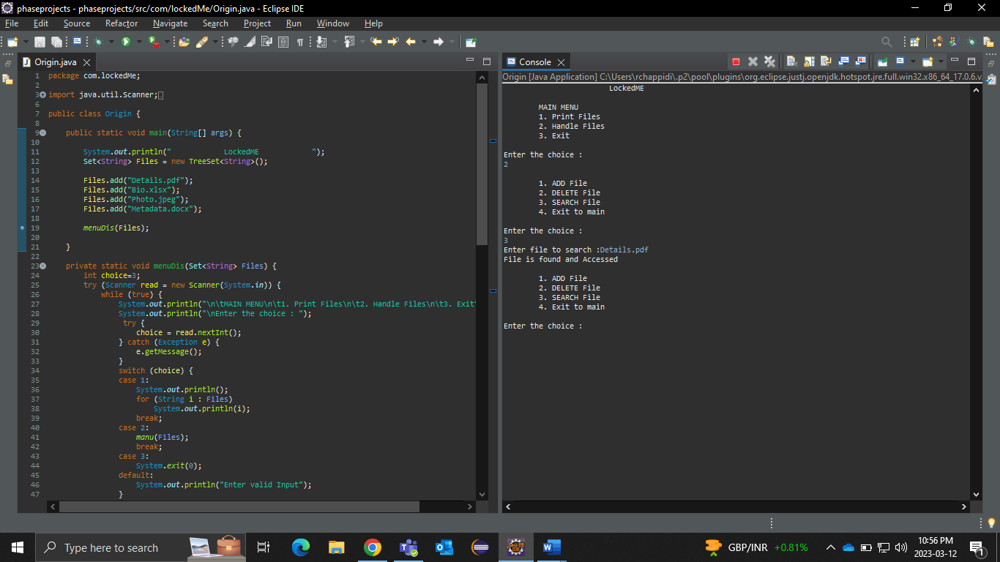 phaseprojects - phaseprojects/src/com/lockedMe/Origin.java - Eclipse IDE
File Edit Source Refactor Navigate Search Project Run Window Help
Origin.java
1 package com.lockedMe;
2
3 import java.util.Scanner;
6
7 public class Origin {
8
9 public static void main(String[] args) {
10
11 System.out.println("            LockedME            ");
12 Set<String> Files = new TreeSet<String>();
13
14 Files.add("Details.pdf");
15 Files.add("Bio.xlsx");
16 Files.add("Photo.jpeg");
17 Files.add("Metadata.docx");
18
19 menuDis(Files);
20
21 }
22
23 private static void menuDis(Set<String> Files) {
24 int choice=3;
25 try (Scanner read = new Scanner(System.in)) {
26 while (true) {
27 System.out.println("\n\tMAIN MENU\n\t1. Print Files\n\t2. Handle Files\n\t3. Exit"
28 System.out.println("\nEnter the choice : ");
29 try {
30 choice = read.nextInt();
31 } catch (Exception e) {
32 e.getMessage();
33 }
34 switch (choice) {
35 case 1:
36 System.out.println();
37 for (String i : Files)
38 System.out.println(i);
39 break;
40 case 2:
41 manu(Files);
42 break;
43 case 3:
44 System.exit(0);
45 default:
46 System.out.println("Enter valid Input");
47 }
Console
Origin [Java Application] C:\Users\rchappidi\.p2\pool\plugins\org.eclipse.justj.openjdk.hotspot.jre.full.win32.x86_64_17.0.6.v
LockedME
MAIN MENU
1. Print Files
2. Handle Files
3. Exit
Enter the choice :
2
1. ADD File
2. DELETE File
3. SEARCH File
4. Exit to main
Enter the choice :
3
Enter file to search :Details.pdf
File is found and Accessed
1. ADD File
2. DELETE File
3. SEARCH File
4. Exit to main
Enter the choice :
Type here to search
GBP/INR +0.81%
10:56 PM
2023-03-12
1